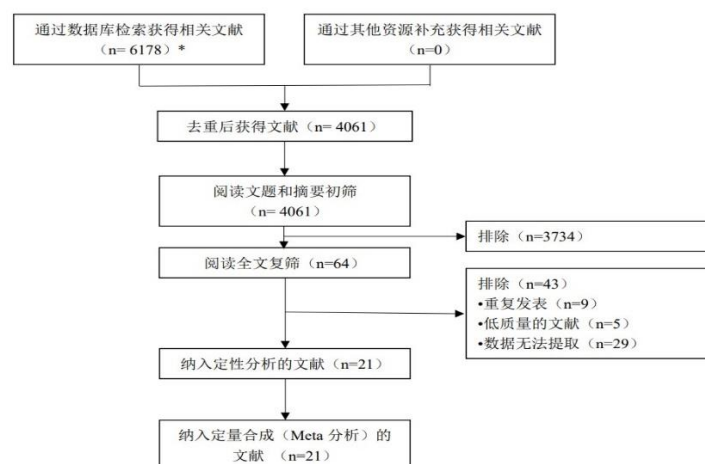 通过数据库检索获得相关文献
（n= 6178）*
通过其他资源补充获得相关文献
（n=0）
去重后获得文献（n= 4061）
阅读文题和摘要初筛
（n= 4061）
排除（n=3734）
阅读全文复筛（n=64）
排除（n=43）
•重复发表（n=9）
•低质量的文献（n=5）
•数据无法提取（n=29）
纳入定性分析的文献（n=21）
纳入定量合成（Meta 分析）的
文献 （n=21）